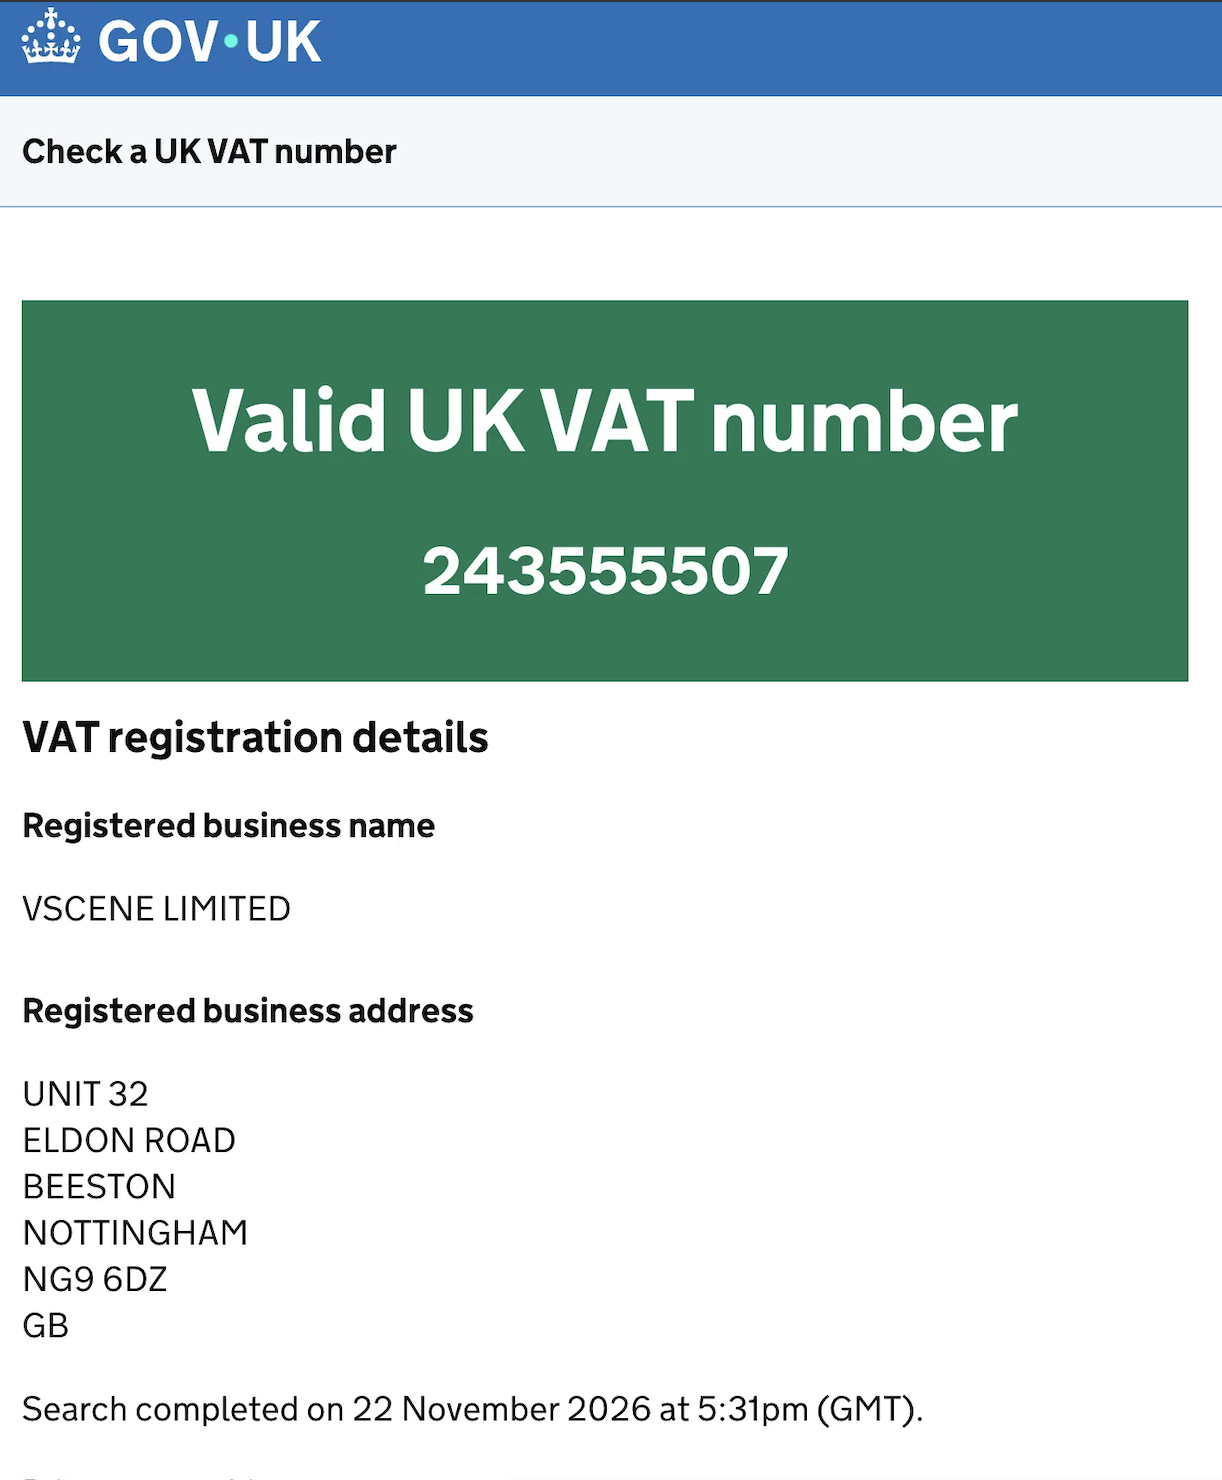 GOV·UK
Check a UK VAT number
Valid UK VAT number
243555507
VAT registration details
Registered business name
VSCENE LIMITED
Registered business address
UNIT 32
ELDON ROAD
BEESTON
NOTTINGHAM
NG9 6DZ
GB
Search completed on 22 November 2026 at 5:31pm (GMT).